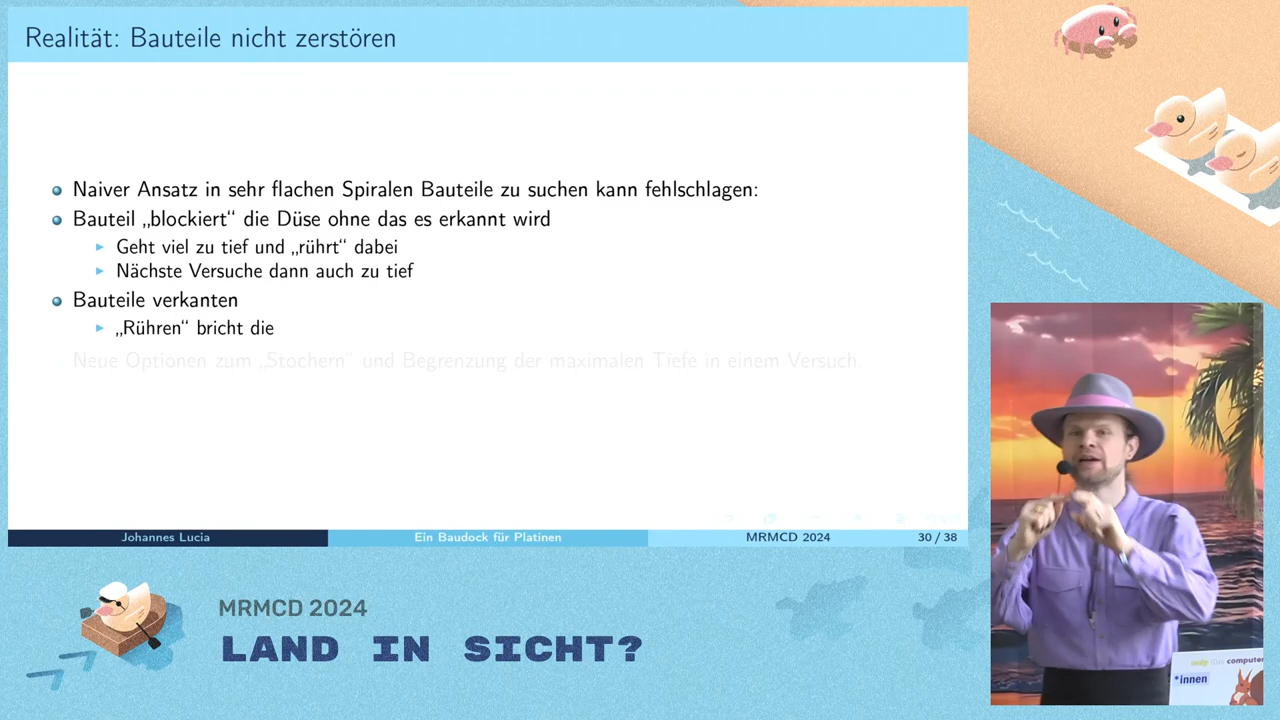 Realität: Bauteile nicht zerstören
Naiver Ansatz in sehr flachen Spiralen Bauteile zu suchen kann fehlschlagen:
Bauteil „blockiert“ die Düse ohne das es erkannt wird
Geht viel zu tief und „rührt“ dabei
Nächste Versuche dann auch zu tief
Bauteile verkanten
„Rühren“ bricht die
Neue Optionen zum „Stochern“ und Begrenzung der maximalen Tiefe in einem Versuch.
Johannes Lucia
Ein Baudock für Platinen
MRMCD 2024
30 / 38
MRMCD 2024
LAND IN SICHT?
computer
*innen